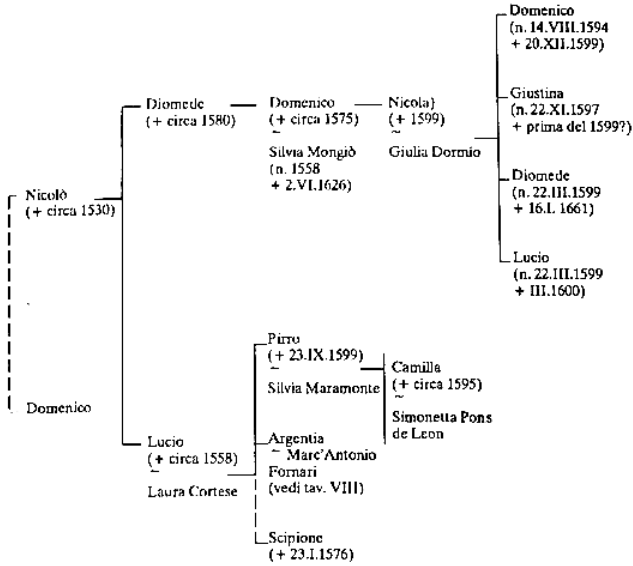 Domenico
(n. 14.VIII.1594
+ 20.XII.1599)
Giustina
(n. 22.XI.1597
+ prima del 1599?)
Diomede
(n. 22.III.1599
+ 16.I. 1661)
Lucio
(n. 22.III.1599
+ III.1600)
Diomede
(+ circa 1580)
Domenico
(+ circa 1575)
~
Silvia Mongiò
(n. 1558
+ 2.VI.1626)
Nicola}
(+ 1599)
~
Giulia Dormio
Nicolò
(+ circa 1530)
Domenico
Lucio
(+ circa 1558)
~
Laura Cortese
Pirro
(+ 23.IX.1599)
~
Silvia Maramonte
Camilla
(+ circa 1595)
~
Simonetta Pons
de Leon
Argentia
~ Marc'Antonio
Fornari
(vedi tav. VIII)
Scipione
(+ 23.I.1576)